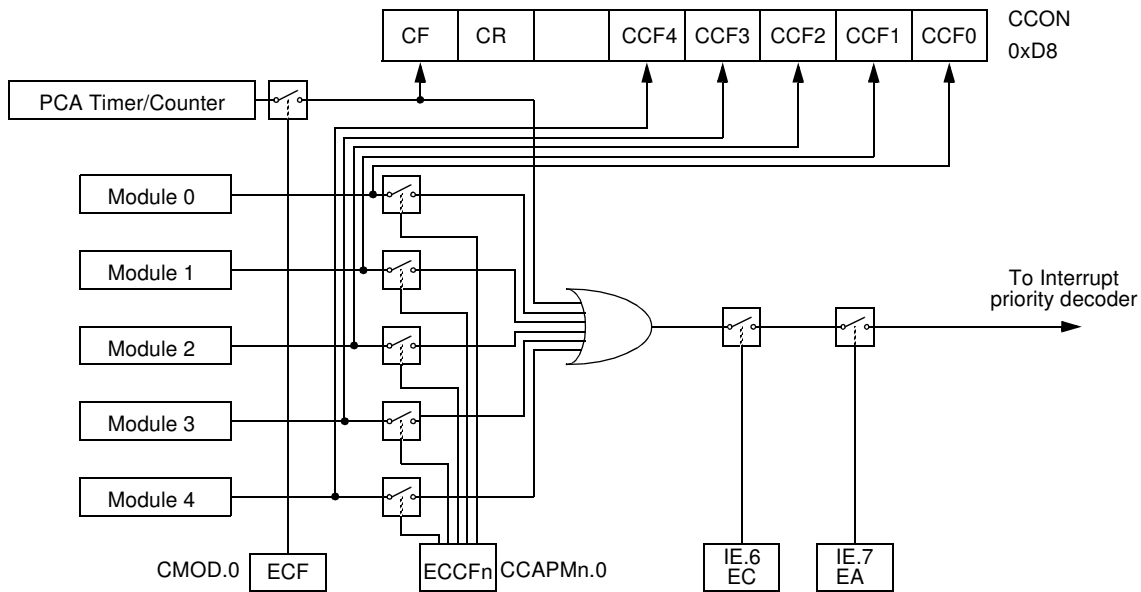 CF CR CCF4 CCF3 CCF2 CCF1 CCF0
CCON
0xD8
PCA Timer/Counter
Module 0
Module 1
Module 2
Module 3
Module 4
To Interrupt
priority decoder
CMOD.0 ECF
ECCFn CCAPMn.0
IE.6
EC
IE.7
EA